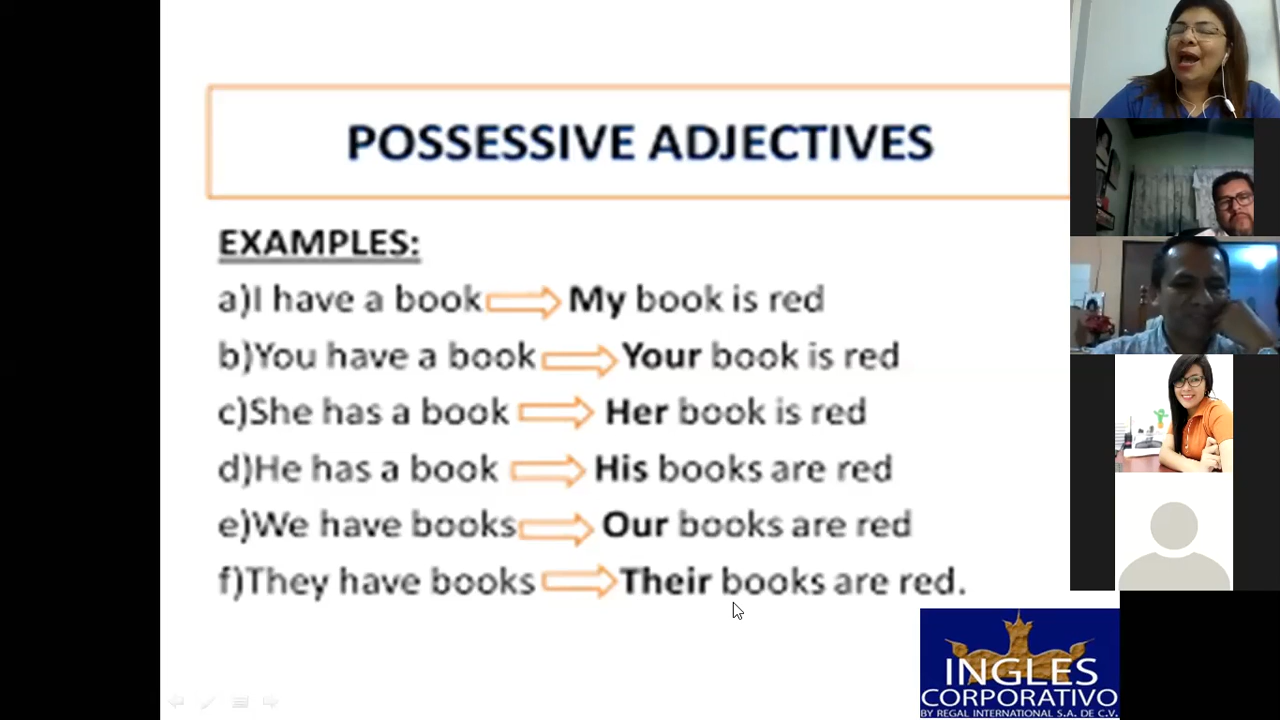 POSSESSIVE ADJECTIVES
EXAMPLES:
a)I have a book My book is red
b)You have a book Your book is red
c)She has a book Her book is red
d)He has a book His books are red
e)We have books Our books are red
f)They have books Their books are red.
INGLES
CORPORATIVO
BY REGAL INTERNATIONAL S.A. DE C.V.